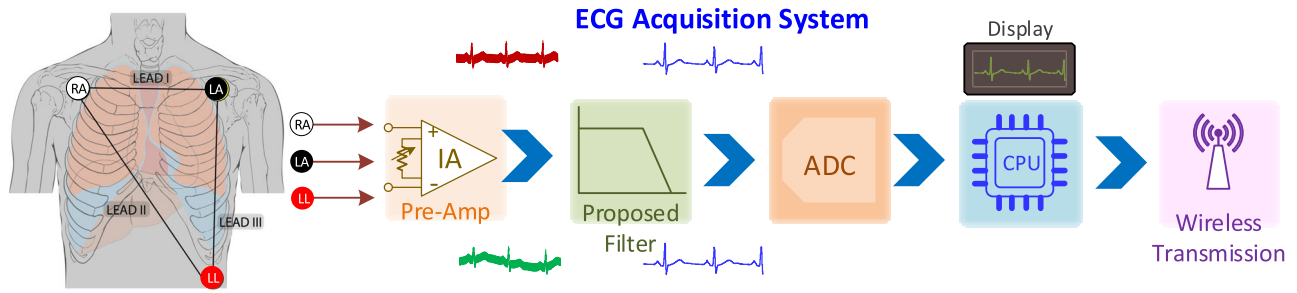 ECG Acquisition System
Display
LEAD I
RA
LA
LEAD II
LEAD III
LL
RA
LA
LL
+
IA
-
Pre-Amp
Proposed
Filter
ADC
CPU
Wireless
Transmission